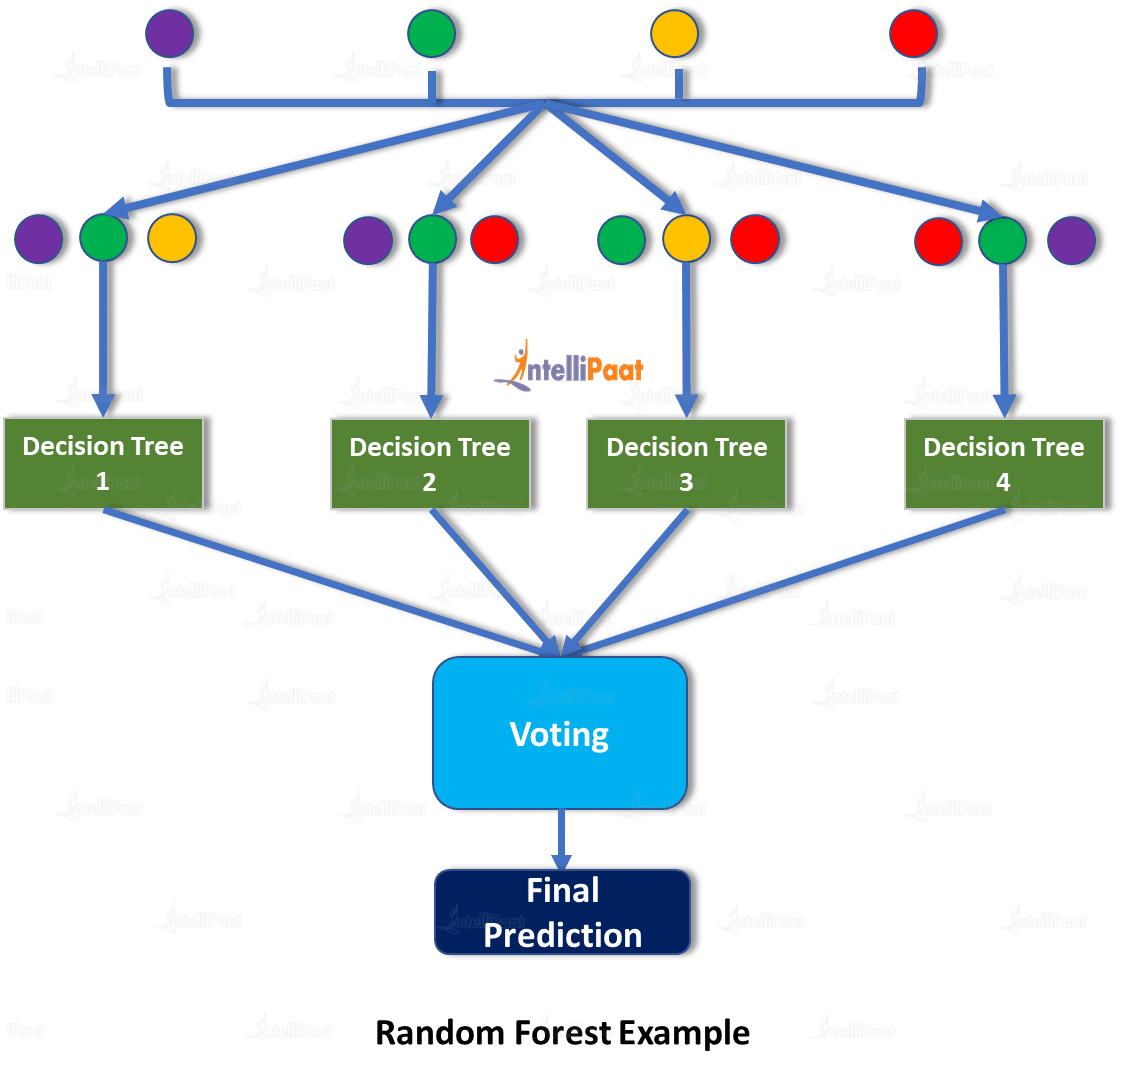 IntelliPaat
Decision Tree
1
Decision Tree
2
Decision Tree
3
Decision Tree
4
Voting
Final
Prediction
Random Forest Example